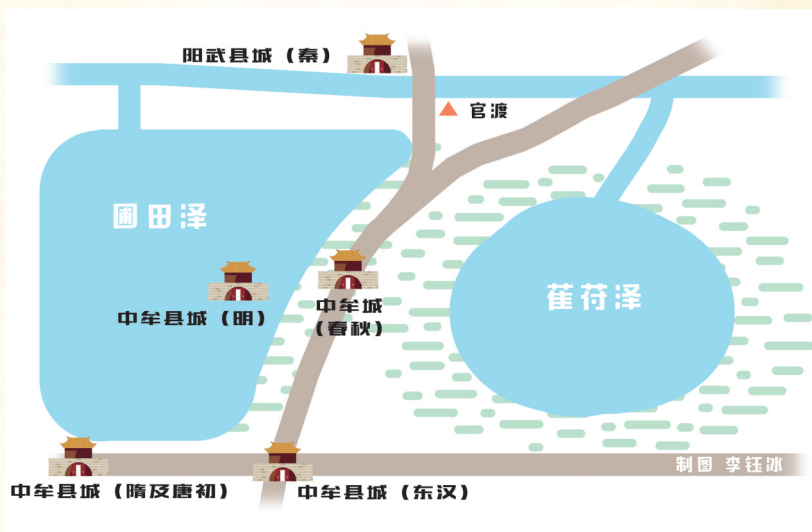 阳武县城（秦）
官渡
圃田泽
萑苻泽
中牟县城（明）
中牟城
（春秋）
制图 李钰冰
中牟县城（隋及唐初）
中牟县城（东汉）